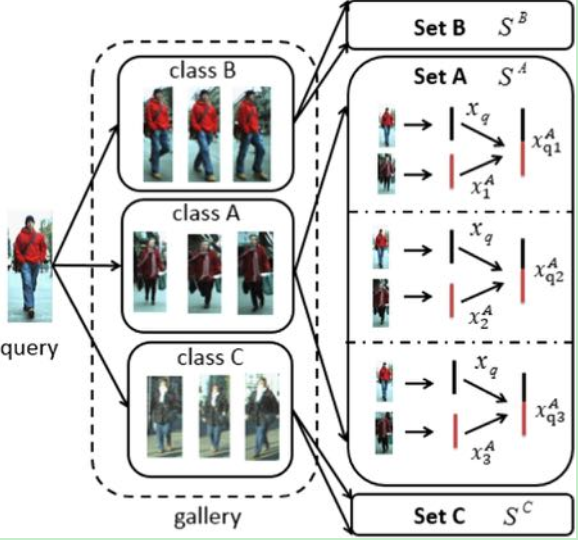 query
class B
class A
class C
gallery
Set B S^B
Set A S^A
x_q
x_1^A
x_{q1}^A
x_q
x_2^A
x_{q2}^A
x_q
x_3^A
x_{q3}^A
Set C S^C